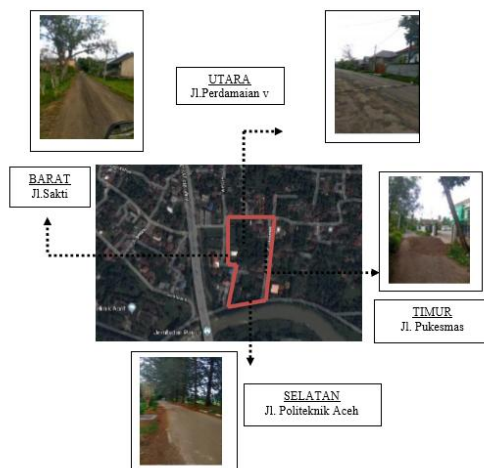 UTARA
Jl.Perdamaian v
BARAT
Jl.Sakti
TIMUR
Jl. Pukesmas
SELATAN
Jl. Politeknik Aceh